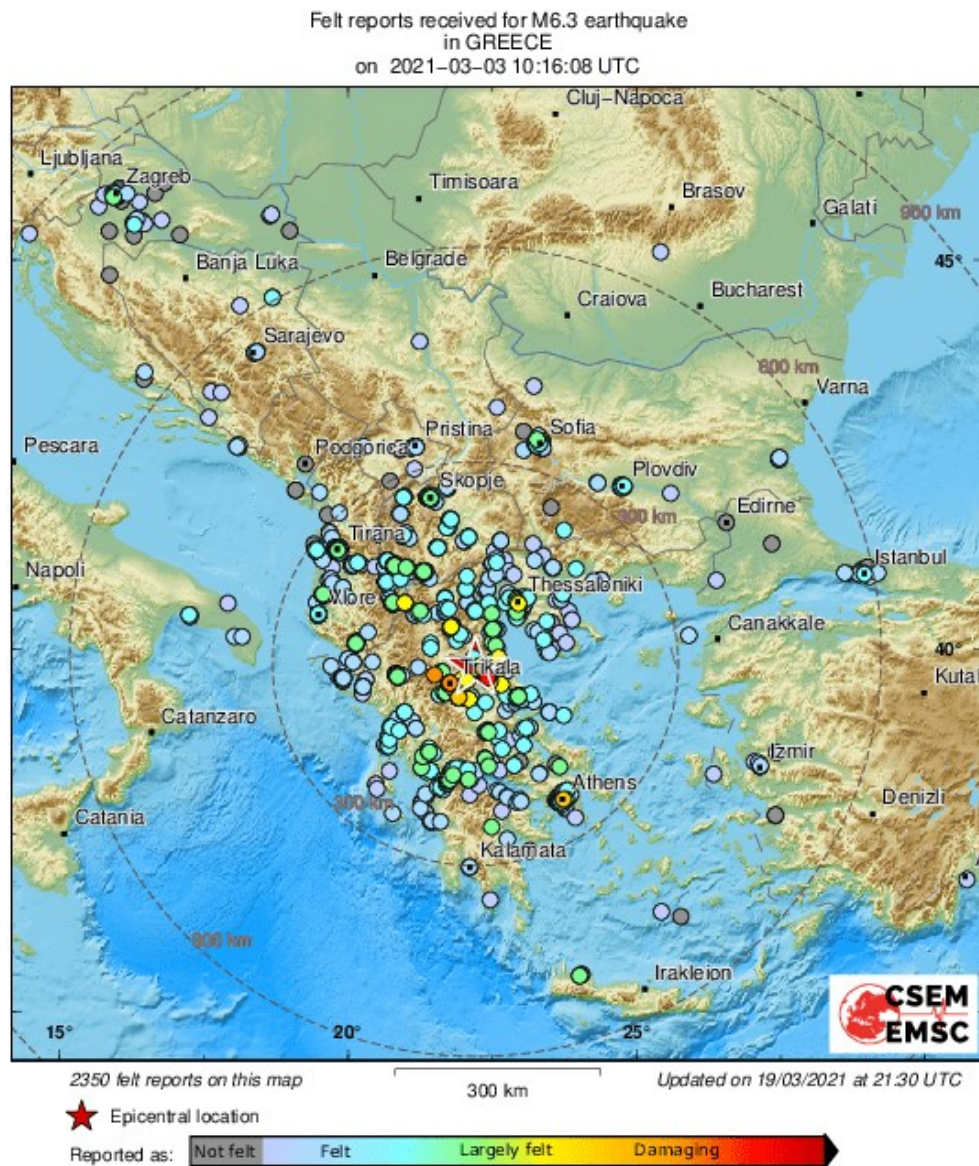 Felt reports received for M6.3 earthquake
in GREECE
on 2021-03-03 10:16:08 UTC
Cluj-Napoca
Ljubljana
Zagreb
Timisoara
Brasov
Galati
900 km
45°
Banja Luka
Belgrade
Bucharest
Craiova
Sarajevo
600 km
Varna
Pescara
Podgorica
Pristina
Sofia
Skopje
Plovdiv
Edirne
300 km
Tirana
Istanbul
Napoli
Vlore
Thessaloniki
Canakkale
40°
Trikala
Kutah
Catanzaro
Izmir
Athens
Denizli
300 km
Catania
Kalamata
600 km
Irakleion
CSEM
EMSC
15°
20°
25°
2350 felt reports on this map
300 km
Updated on 19/03/2021 at 21:30 UTC
Epicentral location
Reported as:
Not felt
Felt
Largely felt
Damaging